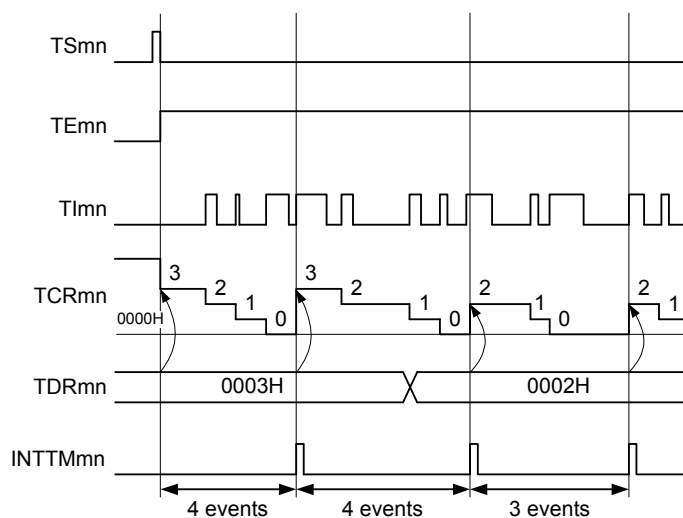 TSmn
TEmn
TImn
TCRmn
3
2
1
0
3
2
1
0
2
1
0
2
1
0000H
TDRmn
0003H
0002H
INTTMmn
4 events
4 events
3 events